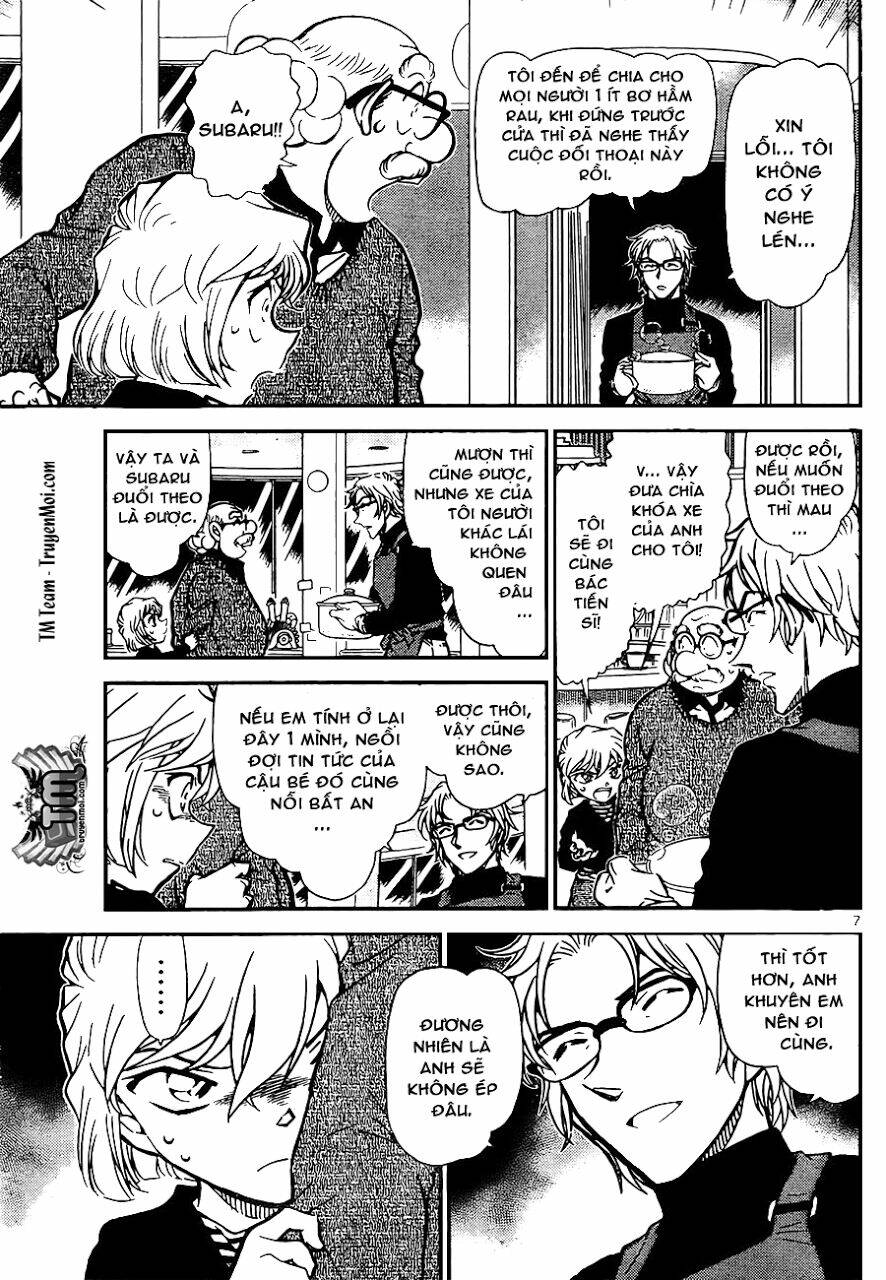 XIN
LỖI... TÔI
KHÔNG
CÓ Ý
NGHE
LÉN...
TÔI ĐẾN ĐỂ CHIA CHO
MỌI NGƯỜI 1 ÍT BƠ HẦM
RAU, KHI ĐỨNG TRƯỚC
CỬA THÌ ĐÃ NGHE THẤY
CUỘC ĐỐI THOẠI NÀY
RỒI.
A,
SUBARU!!
ĐƯỢC RỒI,
NẾU MUỐN
ĐUỔI THEO
THÌ MAU
...
V... VẬY
ĐƯA CHÌA
KHÓA XE
CỦA ANH
CHO TÔI!
TÔI
SẼ ĐI
CÙNG
BÁC
TIẾN
SĨ!
MƯỢN THÌ
CŨNG ĐƯỢC,
NHƯNG XE CỦA
TÔI NGƯỜI
KHÁC LÁI
KHÔNG
QUEN
ĐÂU
...
VẬY TA VÀ
SUBARU
ĐUỔI THEO
LÀ ĐƯỢC.
ĐƯỢC THÔI,
VẬY CŨNG
KHÔNG
SAO.
NẾU EM TÍNH Ở LẠI
ĐÂY 1 MÌNH, NGỒI
ĐỢI TIN TỨC CỦA
CẬU BÉ ĐÓ CÙNG
NỖI BẤT AN
...
7
THÌ TỐT
HƠN, ANH
KHUYÊN EM
NÊN ĐI
CÙNG.
ĐƯƠNG
NHIÊN LÀ
ANH SẼ
KHÔNG ÉP
ĐÂU.
......
TM Team - TruyenMoi.com
TM
truyenmoi.com